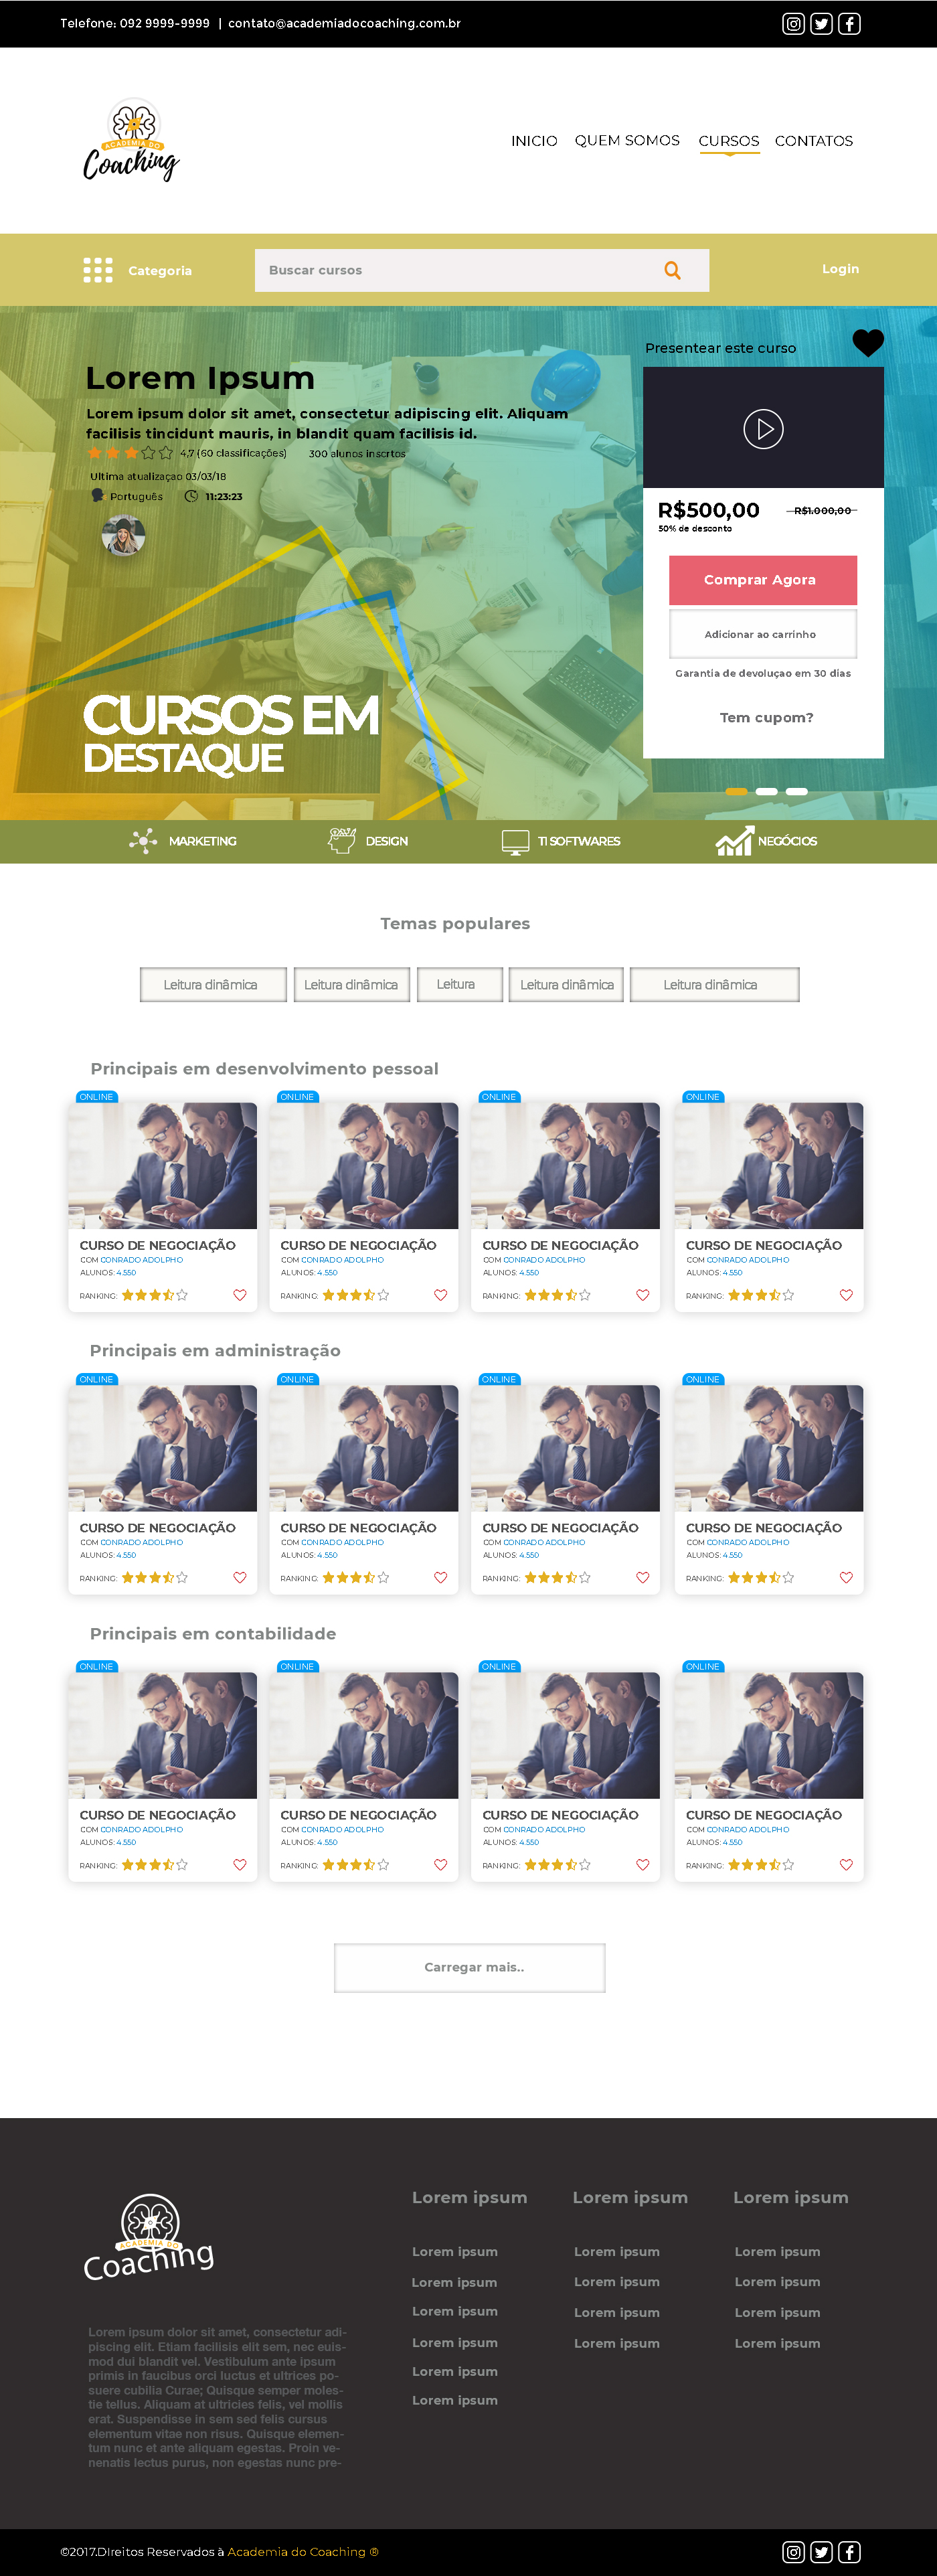 Telefone: 092 9999-9999 | contato@academiadocoaching.com.br
ACADEMIA DO
Coaching
INICIO QUEM SOMOS CURSOS CONTATOS
Categoria
Buscar cursos
Login
Lorem Ipsum
Lorem ipsum dolor sit amet, consectetur adipiscing elit. Aliquam
facilisis tincidunt mauris, in blandit quam facilisis id.
4,7 (60 classificações) 300 alunos inscrtos
Ultima atualizaçao 03/03/18
Português 11:23:23
CURSOS EM
DESTAQUE
Presentear este curso
R$500,00 R$1.000,00
50% de desconto
Comprar Agora
Adicionar ao carrinho
Garantia de devoluçao em 30 dias
Tem cupom?
MARKETING DESIGN TI SOFTWARES NEGÓCIOS
Temas populares
Leitura dinâmica Leitura dinâmica Leitura Leitura dinâmica Leitura dinâmica
Principais em desenvolvimento pessoal
ONLINE ONLINE ONLINE ONLINE
CURSO DE NEGOCIAÇÃO CURSO DE NEGOCIAÇÃO CURSO DE NEGOCIAÇÃO CURSO DE NEGOCIAÇÃO
COM CONRADO ADOLPHO COM CONRADO ADOLPHO COM CONRADO ADOLPHO COM CONRADO ADOLPHO
ALUNOS: 4.550 ALUNOS: 4.550 ALUNOS: 4.550 ALUNOS: 4.550
RANKING: RANKING: RANKING: RANKING:
Principais em administração
ONLINE ONLINE ONLINE ONLINE
CURSO DE NEGOCIAÇÃO CURSO DE NEGOCIAÇÃO CURSO DE NEGOCIAÇÃO CURSO DE NEGOCIAÇÃO
COM CONRADO ADOLPHO COM CONRADO ADOLPHO COM CONRADO ADOLPHO COM CONRADO ADOLPHO
ALUNOS: 4.550 ALUNOS: 4.550 ALUNOS: 4.550 ALUNOS: 4.550
RANKING: RANKING: RANKING: RANKING:
Principais em contabilidade
ONLINE ONLINE ONLINE ONLINE
CURSO DE NEGOCIAÇÃO CURSO DE NEGOCIAÇÃO CURSO DE NEGOCIAÇÃO CURSO DE NEGOCIAÇÃO
COM CONRADO ADOLPHO COM CONRADO ADOLPHO COM CONRADO ADOLPHO COM CONRADO ADOLPHO
ALUNOS: 4.550 ALUNOS: 4.550 ALUNOS: 4.550 ALUNOS: 4.550
RANKING: RANKING: RANKING: RANKING:
Carregar mais..
ACADEMIA DO
Coaching
Lorem ipsum dolor sit amet, consectetur adi-
piscing elit. Etiam facilisis elit sem, nec euis-
mod dui blandit vel. Vestibulum ante ipsum
primis in faucibus orci luctus et ultrices po-
suere cubilia Curae; Quisque semper moles-
tie tellus. Aliquam at ultricies felis, vel mollis
erat. Suspendisse in sem sed felis cursus
elementum vitae non risus. Quisque elemen-
tum nunc et ante aliquam egestas. Proin ve-
nenatis lectus purus, non egestas nunc pre-
Lorem ipsum Lorem ipsum Lorem ipsum
Lorem ipsum Lorem ipsum Lorem ipsum
Lorem ipsum Lorem ipsum Lorem ipsum
Lorem ipsum Lorem ipsum Lorem ipsum
Lorem ipsum Lorem ipsum Lorem ipsum
Lorem ipsum
Lorem ipsum
©2017.DIreitos Reservados à Academia do Coaching ®